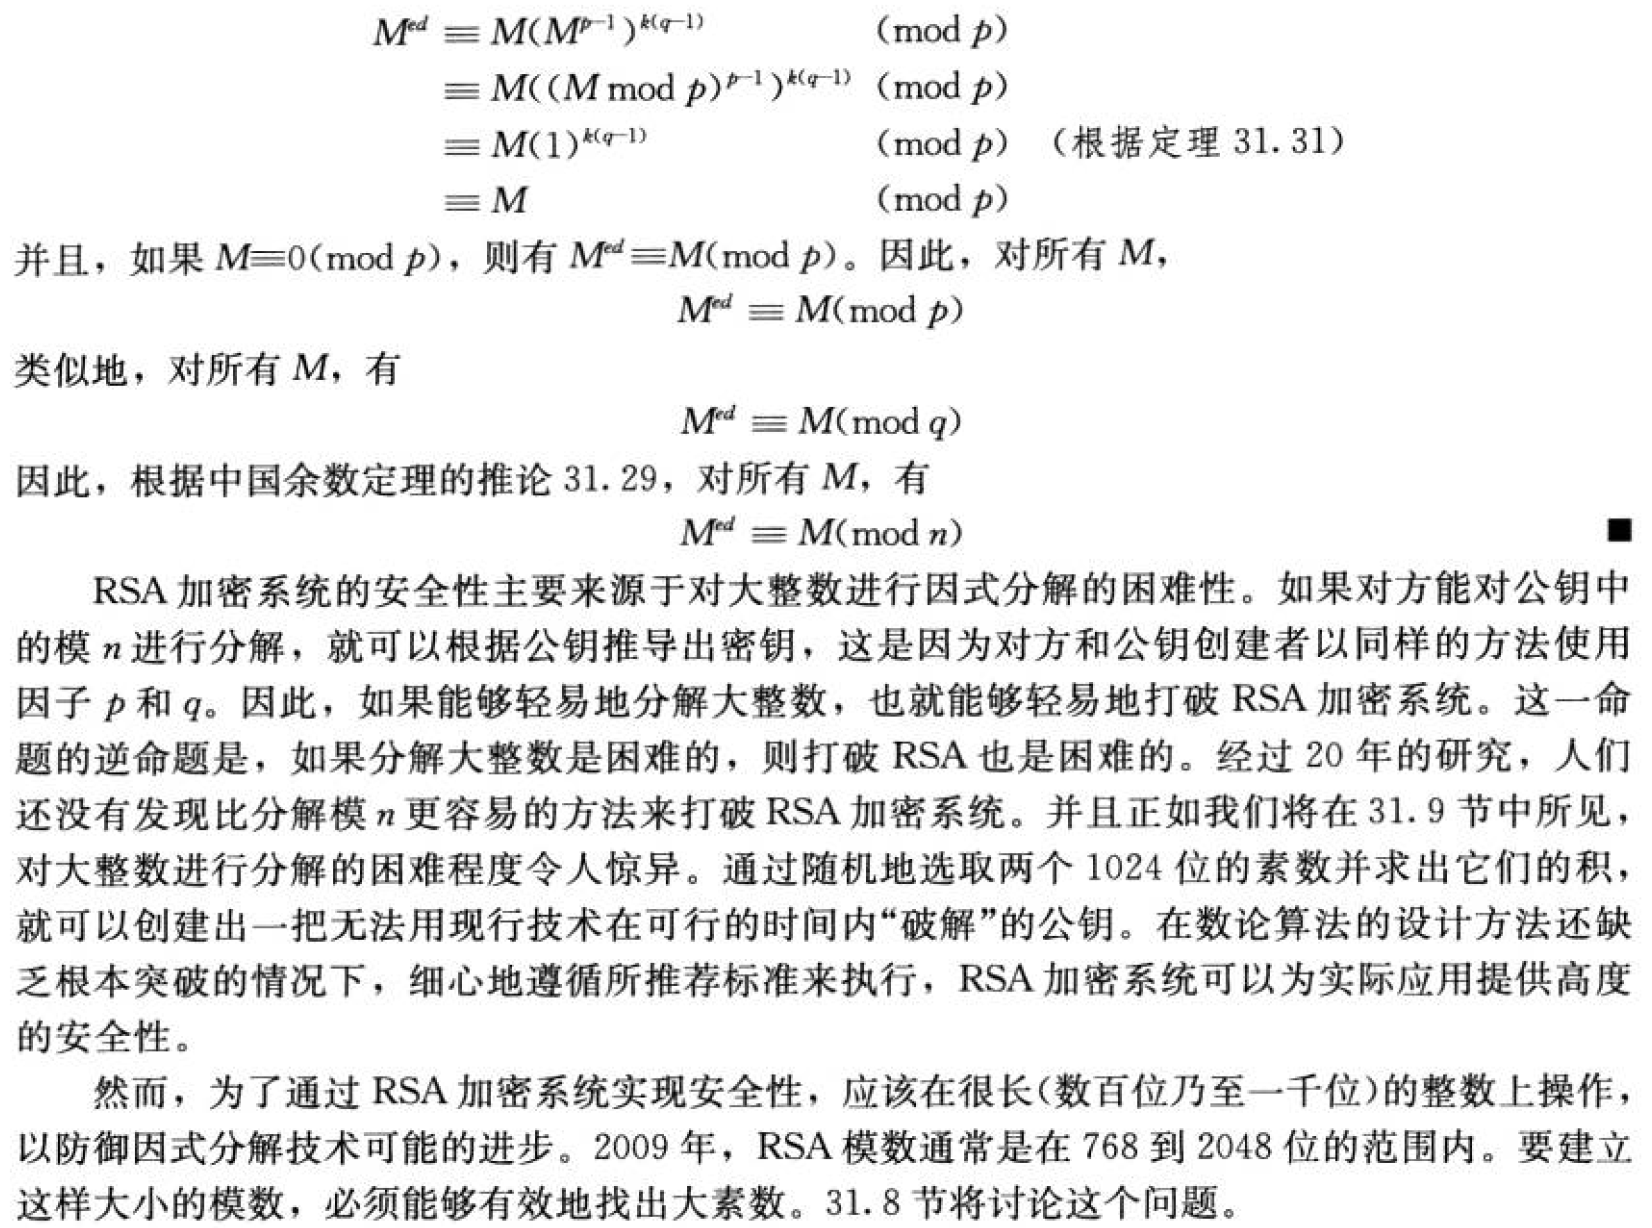 M^{ed} ≡ M(M^{p-1})^{k(q-1)} (mod p)
≡ M((M mod p)^{p-1})^{k(q-1)} (mod p)
≡ M(1)^{k(q-1)} (mod p) (根据定理 31.31)
≡ M (mod p)
并且，如果 M≡0(mod p)，则有 M^{ed}≡M(mod p)。因此，对所有 M，
M^{ed} ≡ M(mod p)
类似地，对所有 M，有
M^{ed} ≡ M(mod q)
因此，根据中国余数定理的推论 31.29，对所有 M，有
M^{ed} ≡ M(mod n) ■
RSA 加密系统的安全性主要来源于对大整数进行因式分解的困难性。如果对方能对公钥中
的模 n 进行分解，就可以根据公钥推导出密钥，这是因为对方和公钥创建者以同样的方法使用
因子 p 和 q。因此，如果能够轻易地分解大整数，也就能够轻易地打破 RSA 加密系统。这一命
题的逆命题是，如果分解大整数是困难的，则打破 RSA 也是困难的。经过 20 年的研究，人们
还没有发现比分解模 n 更容易的方法来打破 RSA 加密系统。并且正如我们将在 31.9 节中所见，
对大整数进行分解的困难程度令人惊异。通过随机地选取两个 1024 位的素数并求出它们的积，
就可以创建出一把无法用现行技术在可行的时间内“破解”的公钥。在数论算法的设计方法还缺
乏根本突破的情况下，细心地遵循所推荐标准来执行，RSA 加密系统可以为实际应用提供高度
的安全性。
然而，为了通过 RSA 加密系统实现安全性，应该在很长(数百位乃至一千位)的整数上操作，
以防御因式分解技术可能的进步。2009 年，RSA 模数通常是在 768 到 2048 位的范围内。要建立
这样大小的模数，必须能够有效地找出大素数。31.8 节将讨论这个问题。